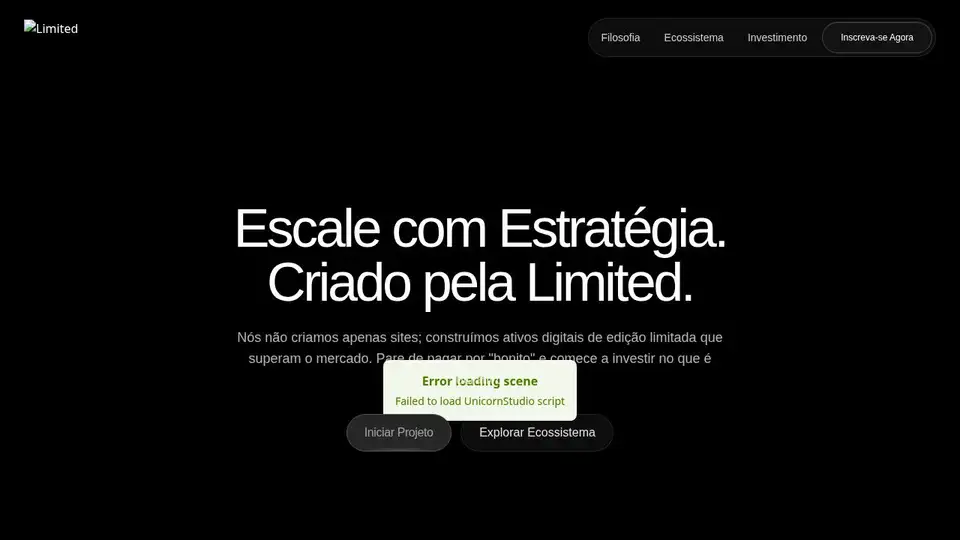 Limited
Filosofia
Ecossistema
Investimento
Inscreva-se Agora
Escale com Estratégia.
Criado pela Limited.
Nós não criamos apenas sites; construímos ativos digitais de edição limitada que
superam o mercado. Pare de pagar por "bonito" e comece a investir no que é
Error loading scene
Failed to load UnicornStudio script
Iniciar Projeto
Explorar Ecossistema